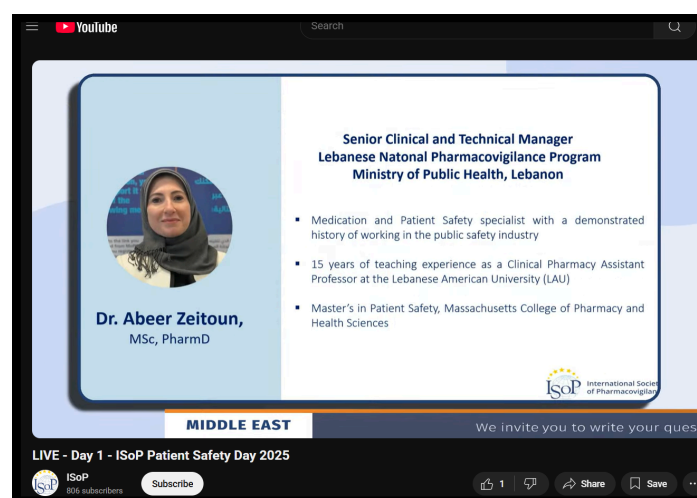 YouTube
Search
Senior Clinical and Technical Manager
Lebanese Natonal Pharmacovigilance Program
Ministry of Public Health, Lebanon
▪ Medication and Patient Safety specialist with a demonstrated
history of working in the public safety industry
▪ 15 years of teaching experience as a Clinical Pharmacy Assistant
Professor at the Lebanese American University (LAU)
▪ Master's in Patient Safety, Massachusetts College of Pharmacy and
Health Sciences
Dr. Abeer Zeitoun,
MSc, PharmD
ISoP
International Societ
of Pharmacovigilan
MIDDLE EAST
We invite you to write your ques
LIVE - Day 1 - ISoP Patient Safety Day 2025
ISoP
ISoP
806 subscribers
Subscribe
1
Share
Save